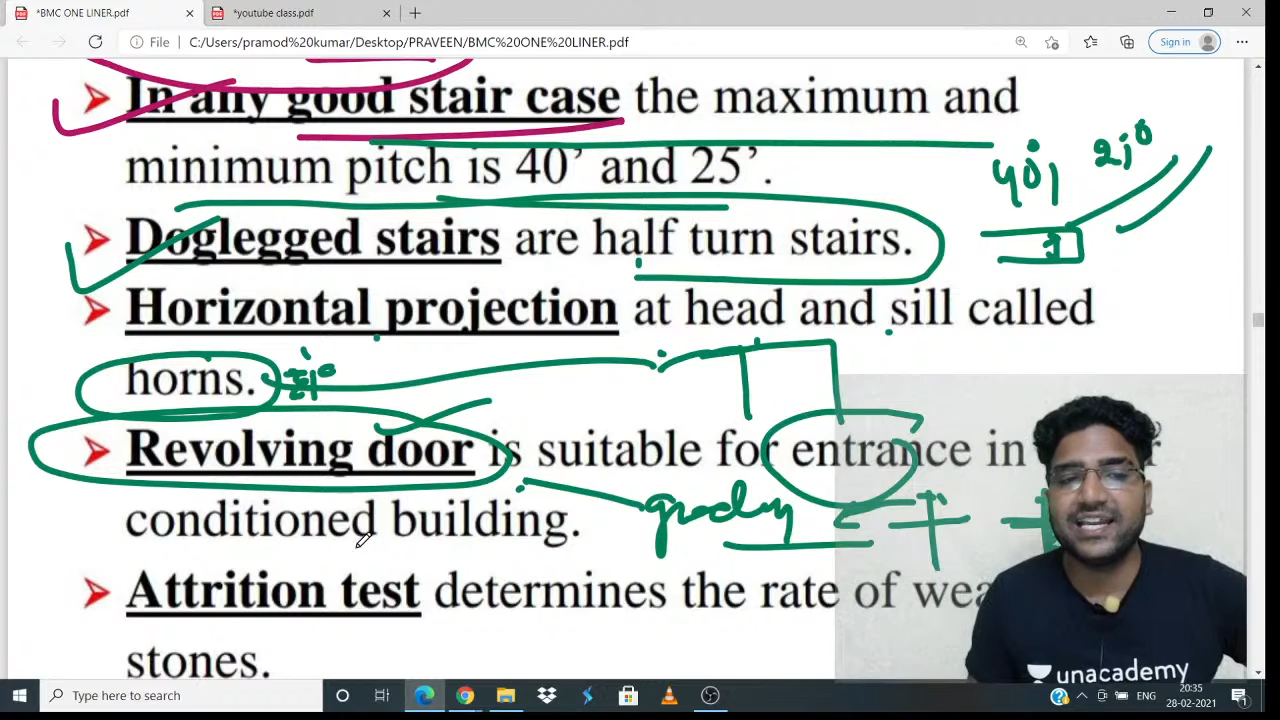 *BMC ONE LINER.pdf
*youtube class.pdf
File
C:/Users/pramod%20kumar/Desktop/PRAVEEN/BMC%20ONE%20LINER.pdf
Sign in
➤ In any good stair case the maximum and
minimum pitch is 40’ and 25’.
➤ Doglegged stairs are half turn stairs.
➤ Horizontal projection at head and sill called
horns.
➤ Revolving door is suitable for entrance in
conditioned building.
➤ Attrition test determines the rate of wea
stones.
unacademy
Type here to search
ENG
20:35
28-02-2021